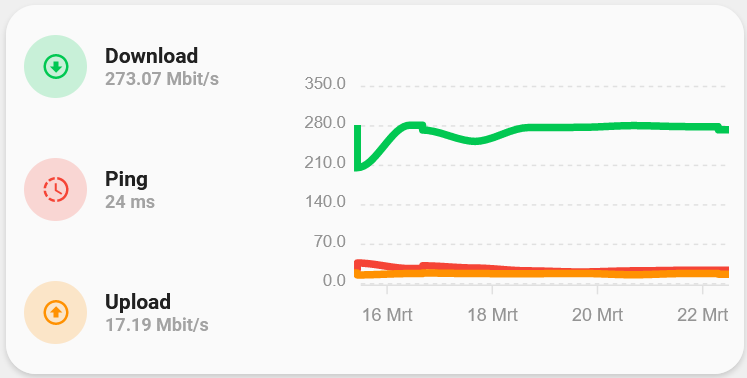 Download
273.07 Mbit/s
Ping
24 ms
Upload
17.19 Mbit/s
350.0
280.0
210.0
140.0
70.0
0.0
16 Mrt 18 Mrt 20 Mrt 22 Mrt